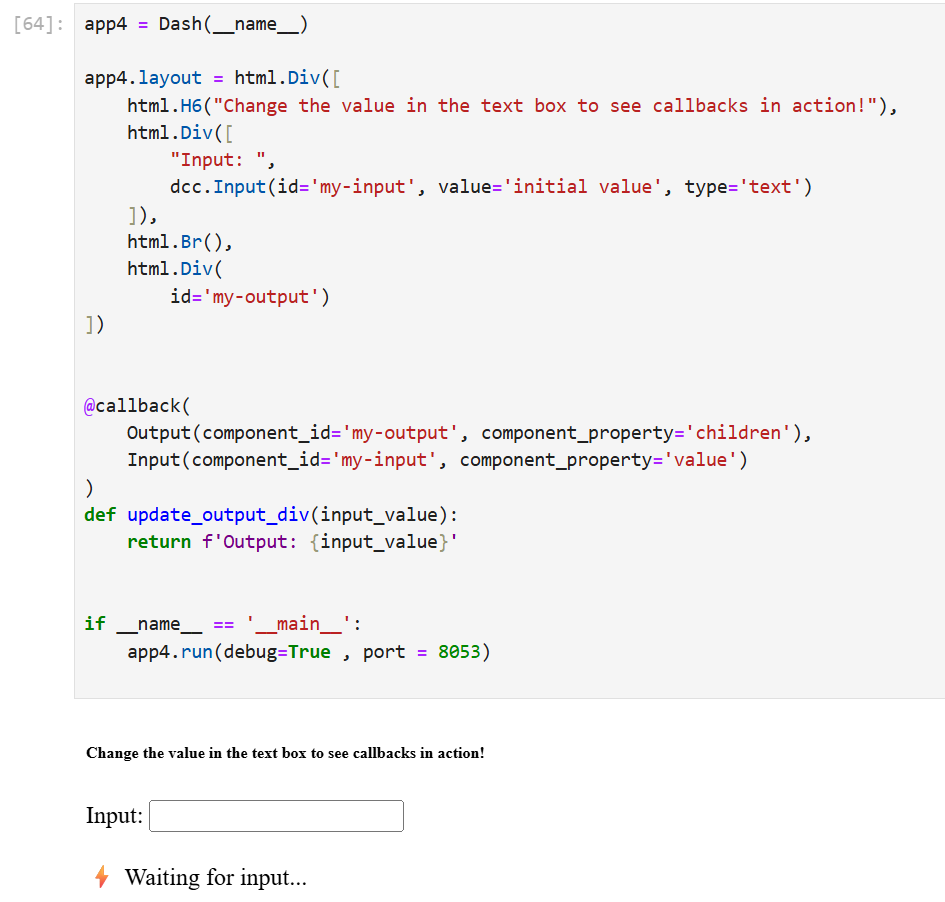 [64]: app4 = Dash(__name__)
app4.layout = html.Div([
    html.H6("Change the value in the text box to see callbacks in action!"),
    html.Div([
        "Input: ",
        dcc.Input(id='my-input', value='initial value', type='text')
    ]),
    html.Br(),
    html.Div(
        id='my-output')
])
@callback(
    Output(component_id='my-output', component_property='children'),
    Input(component_id='my-input', component_property='value')
)
def update_output_div(input_value):
    return f'Output: {input_value}'
if __name__ == '__main__':
    app4.run(debug=True , port = 8053)
Change the value in the text box to see callbacks in action!
Input:
⚡ Waiting for input...